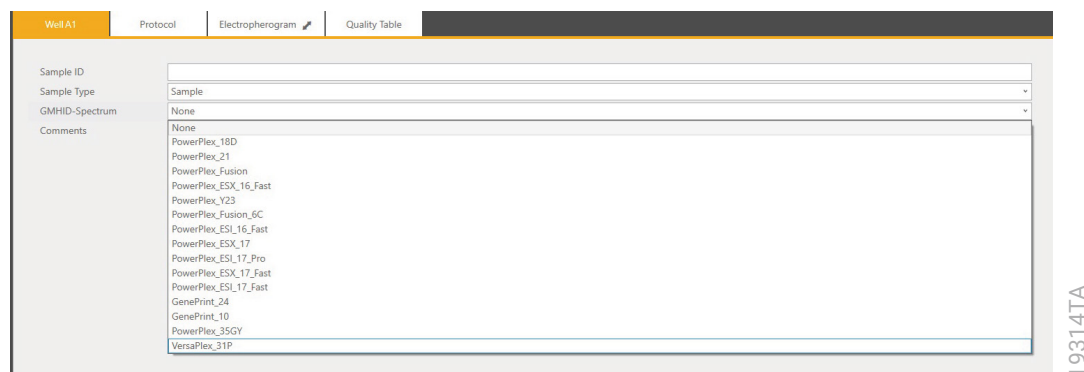 Well A1 Protocol Electropherogram Quality Table
Sample ID
Sample Type Sample
GMHID-Spectrum None
Comments
None
PowerPlex_18D
PowerPlex_21
PowerPlex_Fusion
PowerPlex_ESX_16_Fast
PowerPlex_Y23
PowerPlex_Fusion_6C
PowerPlex_ESI_16_Fast
PowerPlex_ESX_17
PowerPlex_ESI_17_Pro
PowerPlex_ESX_17_Fast
PowerPlex_ESI_17_Fast
GenePrint_24
GenePrint_10
PowerPlex_35GY
VersaPlex_31P
19314TA